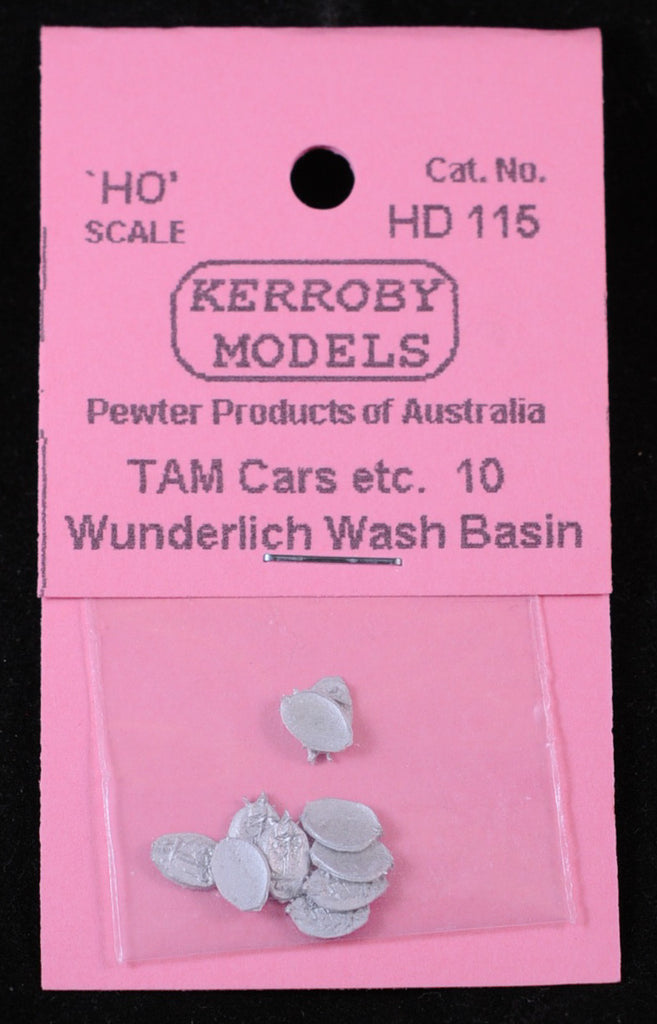 `HO'
SCALE
Cat. No.
HD 115
KERROBY
MODELS
Pewter Products of Australia
TAM Cars etc. 10
Wunderlich Wash Basin